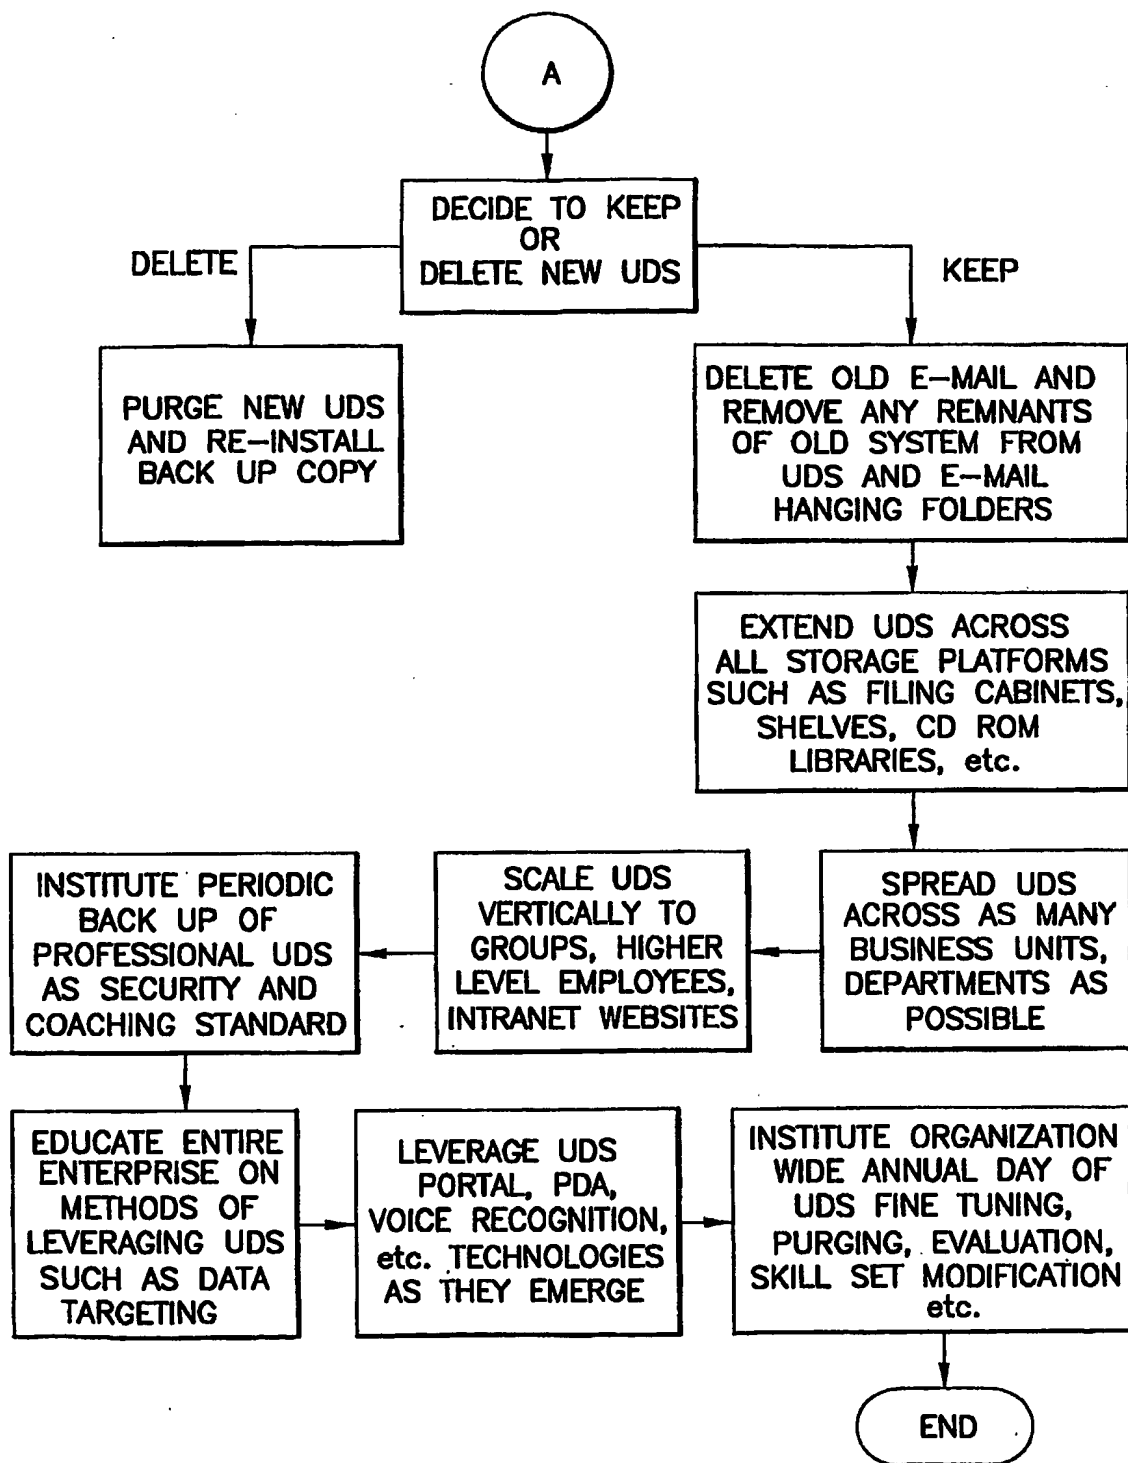 A
DECIDE TO KEEP
OR
DELETE NEW UDS
DELETE
KEEP
PURGE NEW UDS
AND RE-INSTALL
BACK UP COPY
DELETE OLD E-MAIL AND
REMOVE ANY REMNANTS
OF OLD SYSTEM FROM
UDS AND E-MAIL
HANGING FOLDERS
EXTEND UDS ACROSS
ALL STORAGE PLATFORMS
SUCH AS FILING CABINETS,
SHELVES, CD ROM
LIBRARIES, etc.
SPREAD UDS
ACROSS AS MANY
BUSINESS UNITS,
DEPARTMENTS AS
POSSIBLE
SCALE UDS
VERTICALLY TO
GROUPS, HIGHER
LEVEL EMPLOYEES,
INTRANET WEBSITES
INSTITUTE PERIODIC
BACK UP OF
PROFESSIONAL UDS
AS SECURITY AND
COACHING STANDARD
EDUCATE ENTIRE
ENTERPRISE ON
METHODS OF
LEVERAGING UDS
SUCH AS DATA
TARGETING
LEVERAGE UDS
PORTAL, PDA,
VOICE RECOGNITION,
etc. TECHNOLOGIES
AS THEY EMERGE
INSTITUTE ORGANIZATION
WIDE ANNUAL DAY OF
UDS FINE TUNING,
PURGING, EVALUATION,
SKILL SET MODIFICATION
etc.
END